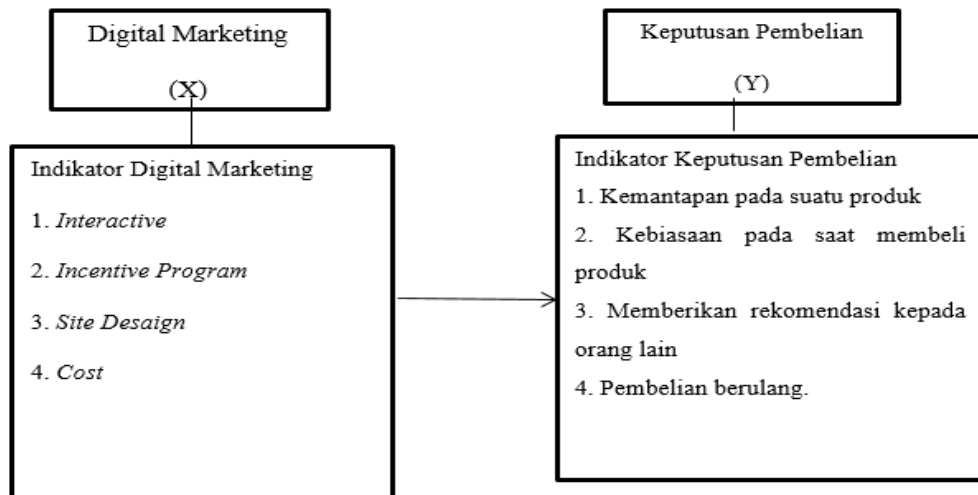 Digital Marketing
(X)
Keputusan Pembelian
(Y)
Indikator Digital Marketing
1. Interactive
2. Incentive Program
3. Site Desaign
4. Cost
Indikator Keputusan Pembelian
1. Kemantapan pada suatu produk
2. Kebiasaan pada saat membeli
produk
3. Memberikan rekomendasi kepada
orang lain
4. Pembelian berulang.